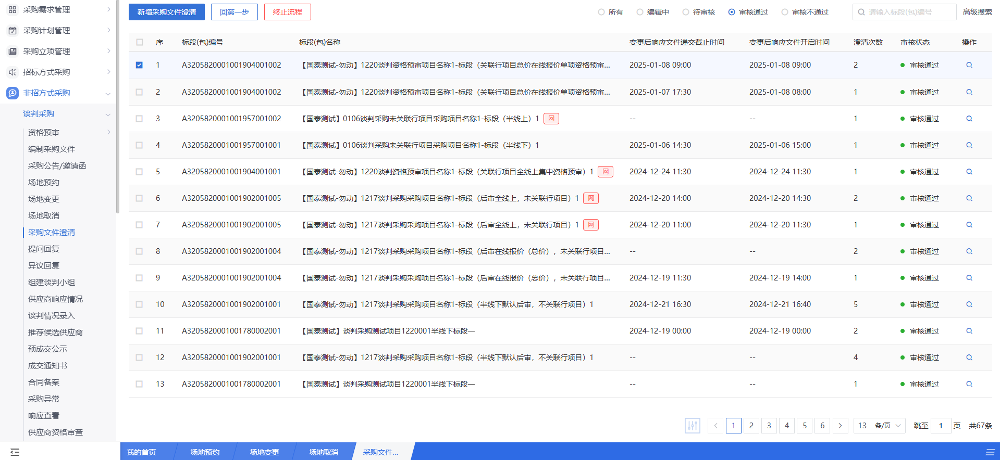 采购需求管理
采购计划管理
采购立项管理
招标方式采购
非招方式采购
谈判采购
资格预审
编制采购文件
采购公告/邀请函
场地预约
场地变更
场地取消
采购文件澄清
提问回复
异议回复
组建谈判小组
供应商响应情况
谈判情况录入
推荐候选供应商
预成交公示
成交通知书
合同备案
采购异常
响应查看
供应商资格审查
新增采购文件澄清 回第一步 终止流程 所有 编辑中 待审核 审核通过 审核不通过 请输入标段(包)编号 高级搜索
序 标段(包)编号 标段(包)名称 变更后响应文件递交截止时间 变更后响应文件开启时间 澄清次数 审核状态 操作
1 A3205820001001904001002 【国泰测试-勿动】1220谈判资格预审项目名称1-标段（关联行项目总价在线报价单项资格预审... 2025-01-08 09:00 2025-01-08 09:00 2 审核通过
2 A3205820001001904001002 【国泰测试-勿动】1220谈判资格预审项目名称1-标段（关联行项目总价在线报价单项资格预审... 2025-01-07 17:30 2025-01-08 08:00 1 审核通过
3 A3205820001001957001002 【国泰测试】0106谈判采购未关联行项目采购项目名称1-标段（半线上）1 网 -- -- 1 审核通过
4 A3205820001001957001001 【国泰测试】0106谈判采购未关联行项目采购项目名称1-标段（半线下）1 2025-01-06 14:30 2025-01-06 15:00 1 审核通过
5 A3205820001001904001001 【国泰测试-勿动】1220谈判资格预审项目名称1-标段（关联行项目全线上集中资格预审）1 网 2024-12-24 11:30 2024-12-24 11:30 1 审核通过
6 A3205820001001902001005 【国泰测试-勿动】1217谈判采购采购项目名称1-标段（后审全线上，未关联行项目）1 网 2024-12-20 14:00 2024-12-20 14:30 2 审核通过
7 A3205820001001902001005 【国泰测试-勿动】1217谈判采购采购项目名称1-标段（后审全线上，未关联行项目）1 网 2024-12-20 11:00 2024-12-20 11:30 1 审核通过
8 A3205820001001902001004 【国泰测试-勿动】1217谈判采购采购项目名称1-标段（后审在线报价（总价），未关联行项目... -- -- 2 审核通过
9 A3205820001001902001004 【国泰测试-勿动】1217谈判采购采购项目名称1-标段（后审在线报价（总价），未关联行项目... 2024-12-19 11:30 2024-12-19 14:00 1 审核通过
10 A3205820001001902001001 【国泰测试-勿动】1217谈判采购采购项目名称1-标段（半线下默认后审，不关联行项目）1 2024-12-21 16:30 2024-12-21 16:40 5 审核通过
11 A3205820001001780002001 【国泰测试】谈判采购测试项目1220001半线下标段一 2024-12-19 00:00 2024-12-19 00:00 2 审核通过
12 A3205820001001902001001 【国泰测试-勿动】1217谈判采购采购项目名称1-标段（半线下默认后审，不关联行项目）1 -- -- 4 审核通过
13 A3205820001001780002001 【国泰测试】谈判采购测试项目1220001半线下标段一 -- -- 1 审核通过
1 2 3 4 5 6 13 条/页 跳至 1 页 共67条
我的首页 场地预约 场地变更 场地取消 采购文件...